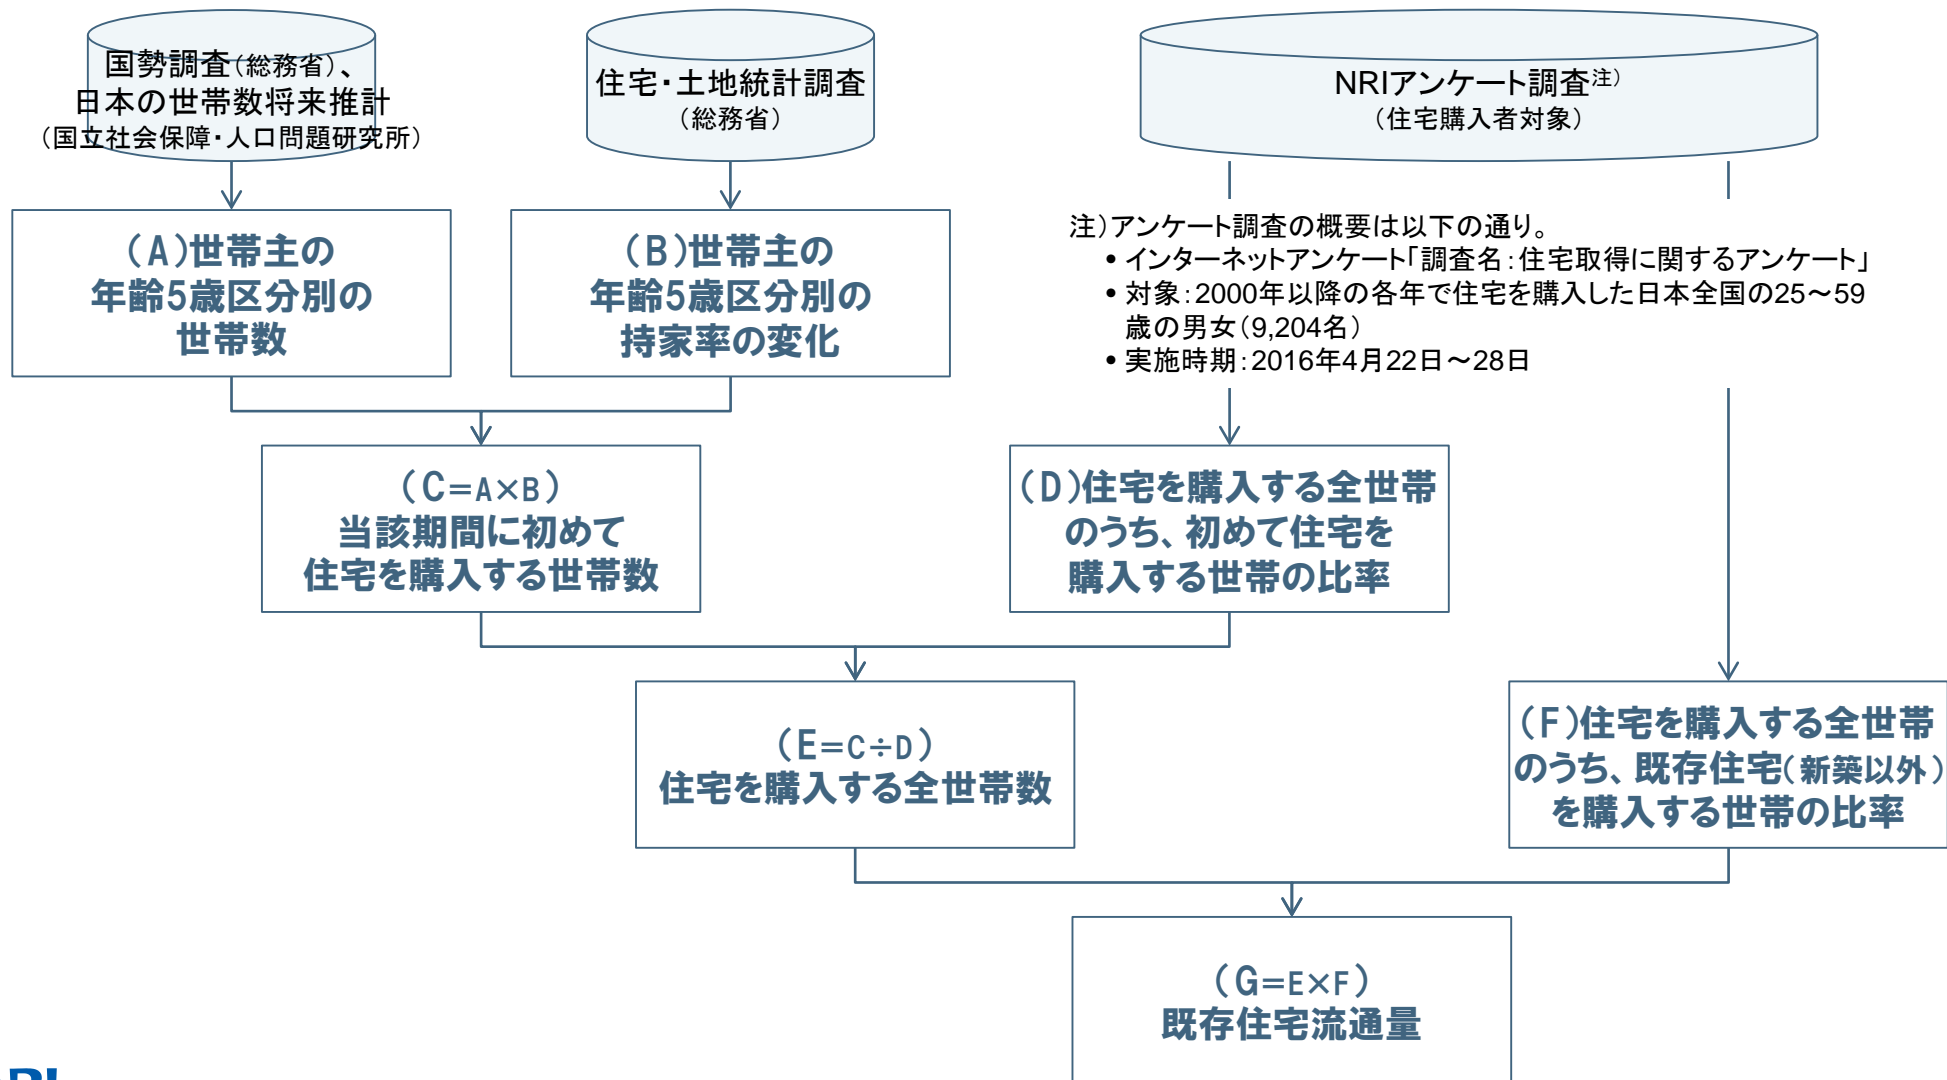 国勢調査(総務省)、
日本の世帯数将来推計
(国立社会保障・人口問題研究所)
住宅・土地統計調査
(総務省)
NRIアンケート調査注)
(住宅購入者対象)
(A)世帯主の
年齢5歳区分別の
世帯数
(B)世帯主の
年齢5歳区分別の
持家率の変化
注)アンケート調査の概要は以下の通り。
• インターネットアンケート「調査名:住宅取得に関するアンケート」
• 対象:2000年以降の各年で住宅を購入した日本全国の25~59
歳の男女(9,204名)
• 実施時期:2016年4月22日~28日
(C=A×B)
当該期間に初めて
住宅を購入する世帯数
(D)住宅を購入する全世帯
のうち、初めて住宅を
購入する世帯の比率
(E=C÷D)
住宅を購入する全世帯数
(F)住宅を購入する全世帯
のうち、既存住宅(新築以外)
を購入する世帯の比率
(G=E×F)
既存住宅流通量